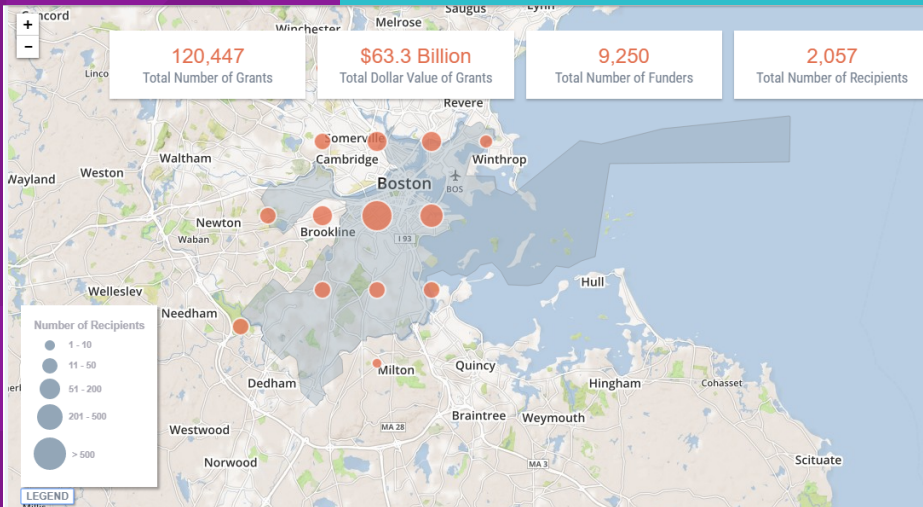 Concord
Saugus
Lynn
Winchester
Melrose
+
−
120,447
Total Number of Grants
$63.3 Billion
Total Dollar Value of Grants
9,250
Total Number of Funders
2,057
Total Number of Recipients
Revere
Somerville
Waltham
Cambridge
Winthrop
Weston
Wayland
Boston
BOS
Newton
Brookline
Waban
I 93
Wellesley
Hull
Needham
Number of Recipients
1 - 10
11 - 50
51 - 200
201 - 500
> 500
LEGEND
Milton
Quincy
Dedham
Hingham
Cohasset
Braintree
Weymouth
MA 28
Westwood
Norwood
MA 3
Scituate